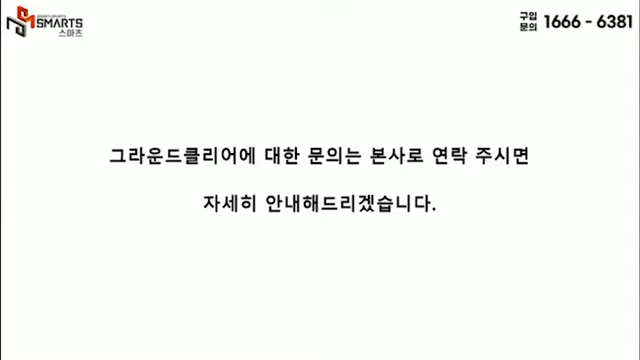 SMARTS
스마츠
구입
문의
1666 - 6381
그라운드클리어에 대한 문의는 본사로 연락 주시면
자세히 안내해드리겠습니다.